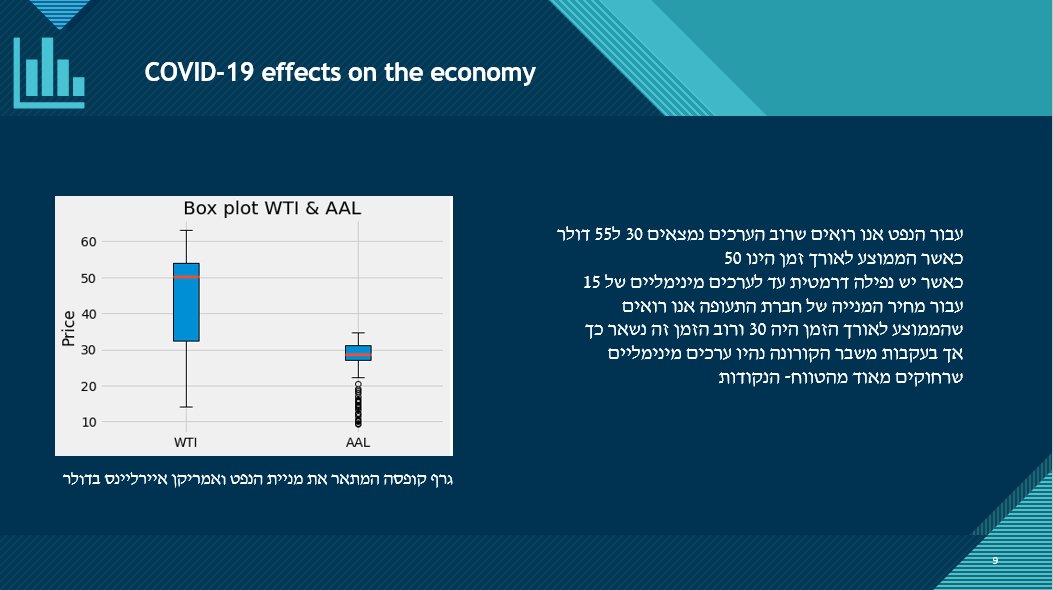 COVID-19 effects on the economy
Box plot WTI & AAL
Price
60
50
40
30
20
10
WTI AAL
גרף קופסה המתאר את מניית הנפט ואמריקן איירליינס בדולר
עבור הנפט אנו רואים שרוב הערכים נמצאים 30 ל55 דולר
כאשר הממוצע לאורך זמן הינו 50
כאשר יש נפילה דרמטית עד לערכים מינימליים של 15
עבור מחיר המנייה של חברת התעופה אנו רואים
שהממוצע לאורך הזמן היה 30 ורוב הזמן זה נשאר כך
אך בעקבות משבר הקורונה נהיו ערכים מינימליים
שרחוקים מאוד מהטווח- הנקודות
9